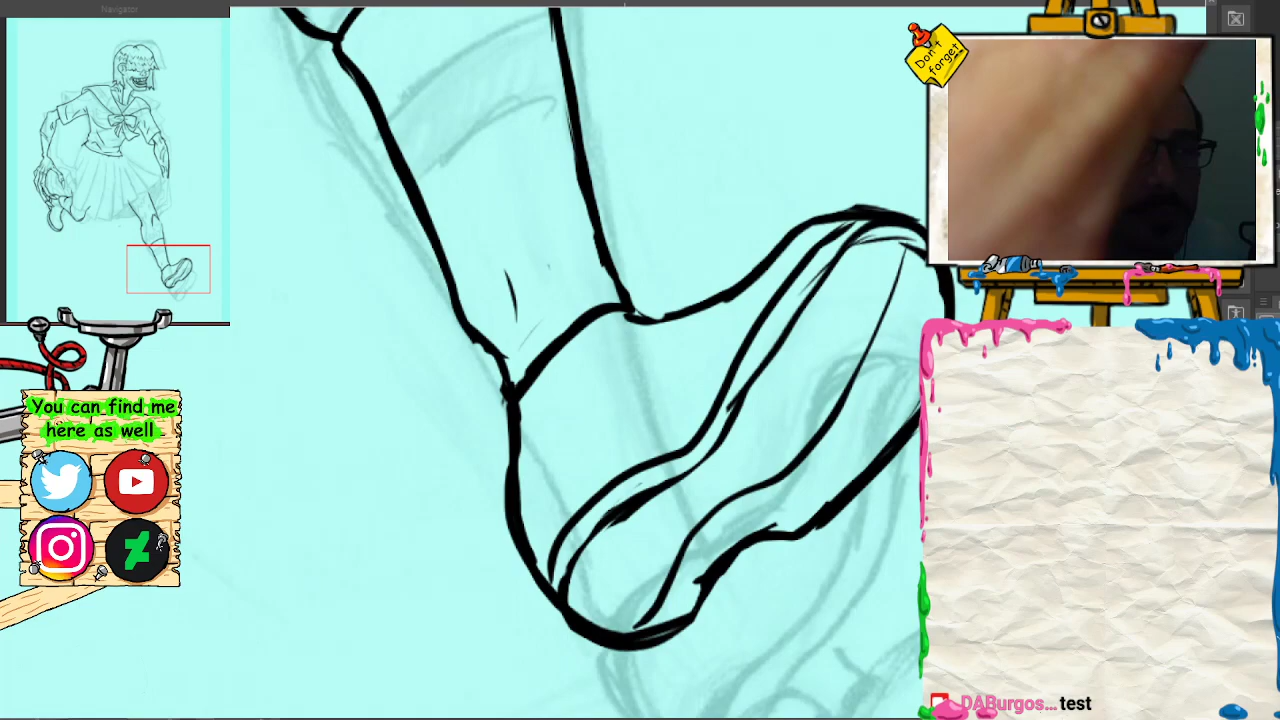 Navigator
Don't
forget
You can find me
here as well
DABurgos... test